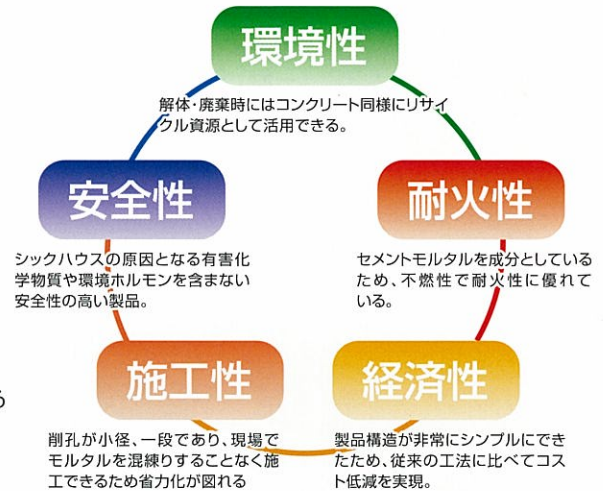 環境性
解体・廃棄時にはコンクリート同様にリサイ
クル資源として活用できる。
安全性
シックハウスの原因となる有害化
学物質や環境ホルモンを含まない
安全性の高い製品。
耐火性
セメントモルタルを成分としている
ため、不燃性で耐火性に優れて
いる。
施工性
削孔が小径、一段であり、現場で
モルタルを混練りすることなく施
工できるため省力化が図れる
経済性
製品構造が非常にシンプルにでき
たため、従来の工法に比べてコス
ト低減を実現。